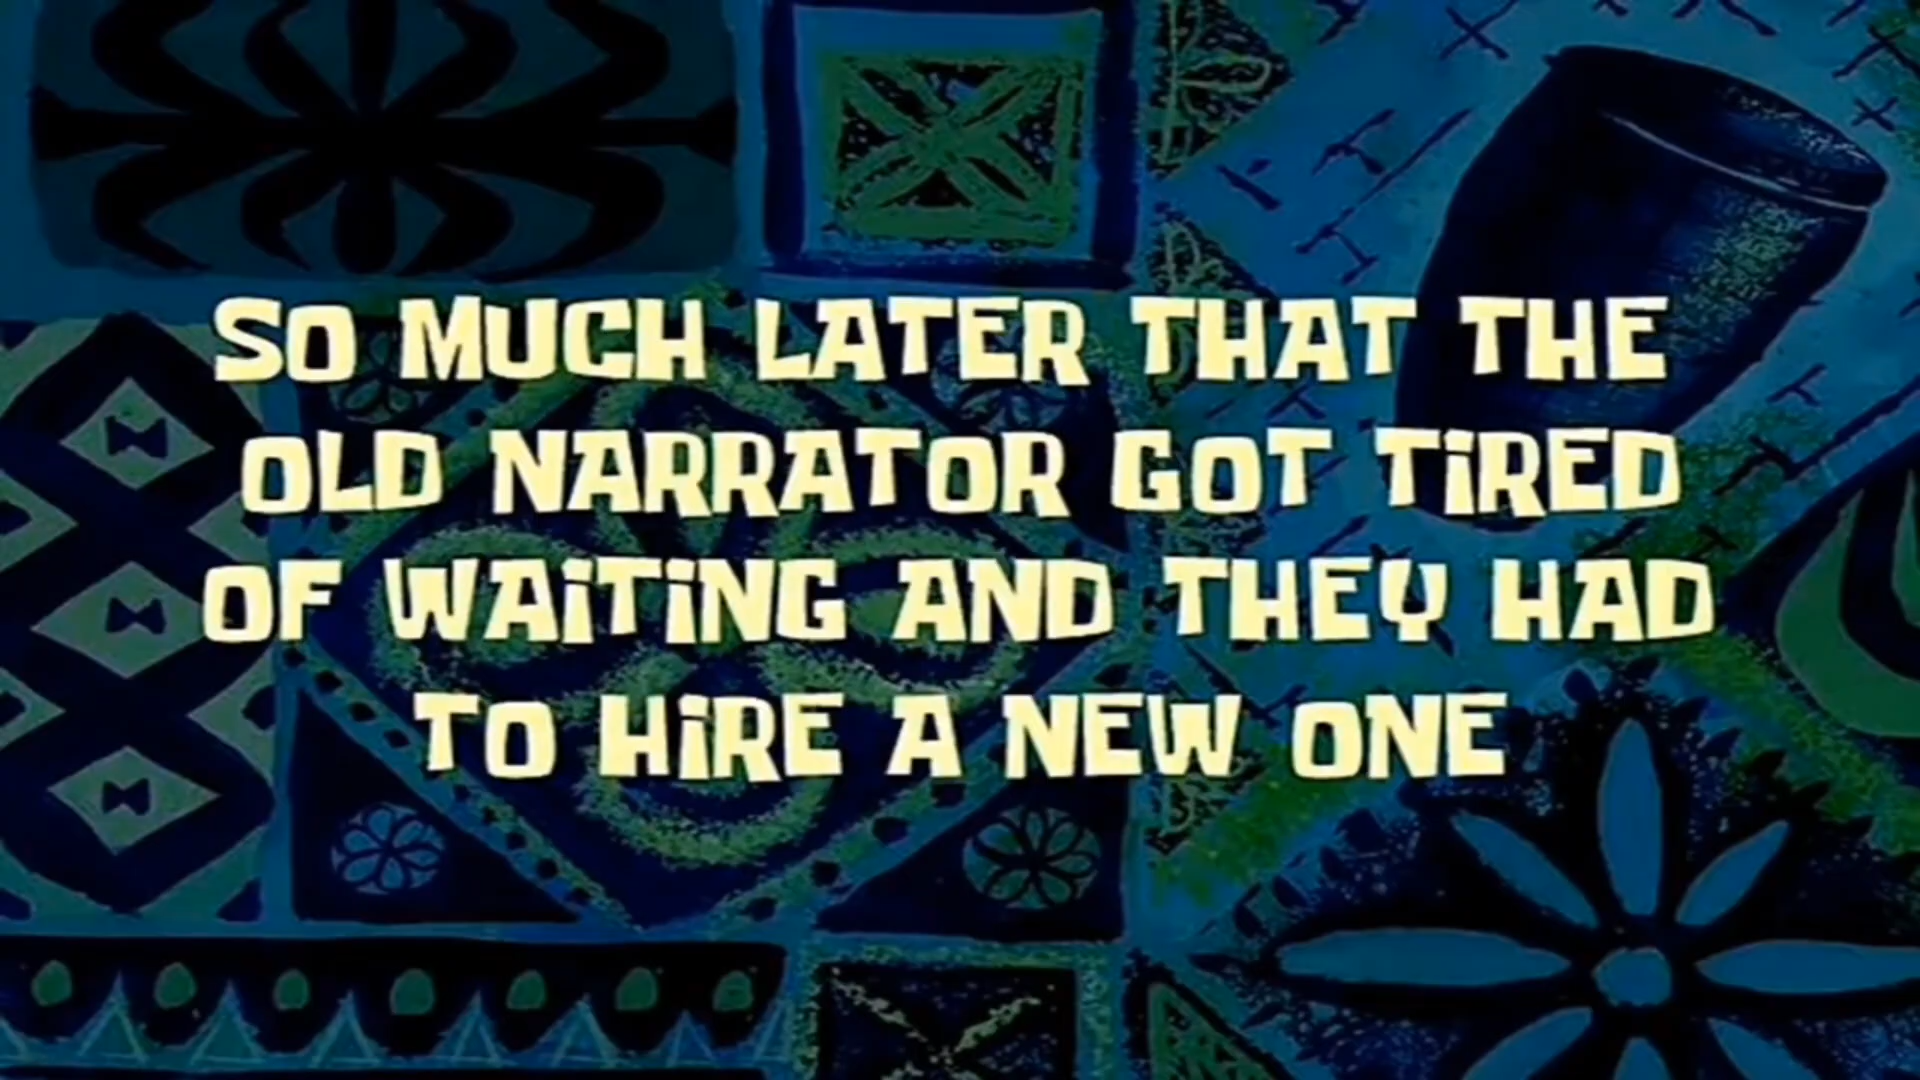 SO MUCH LATER THAT THE
OLD NARRATOR GOT TiRED
OF WAiTiNG AND THEY HAD
TO HiRE A NEW ONE